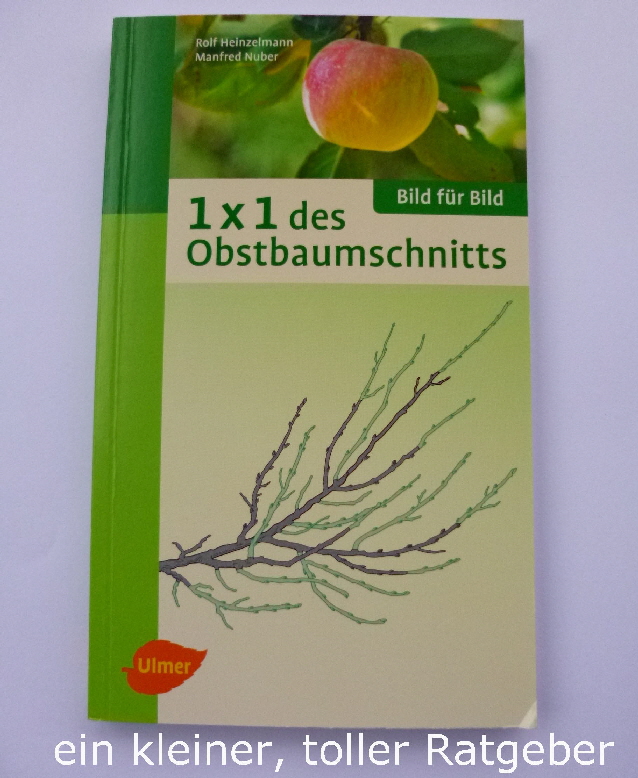 Rolf Heinzelmann
Manfred Nuber
Bild für Bild
1 x 1 des
Obstbaumschnitts
Ulmer
ein kleiner, toller Ratgeber